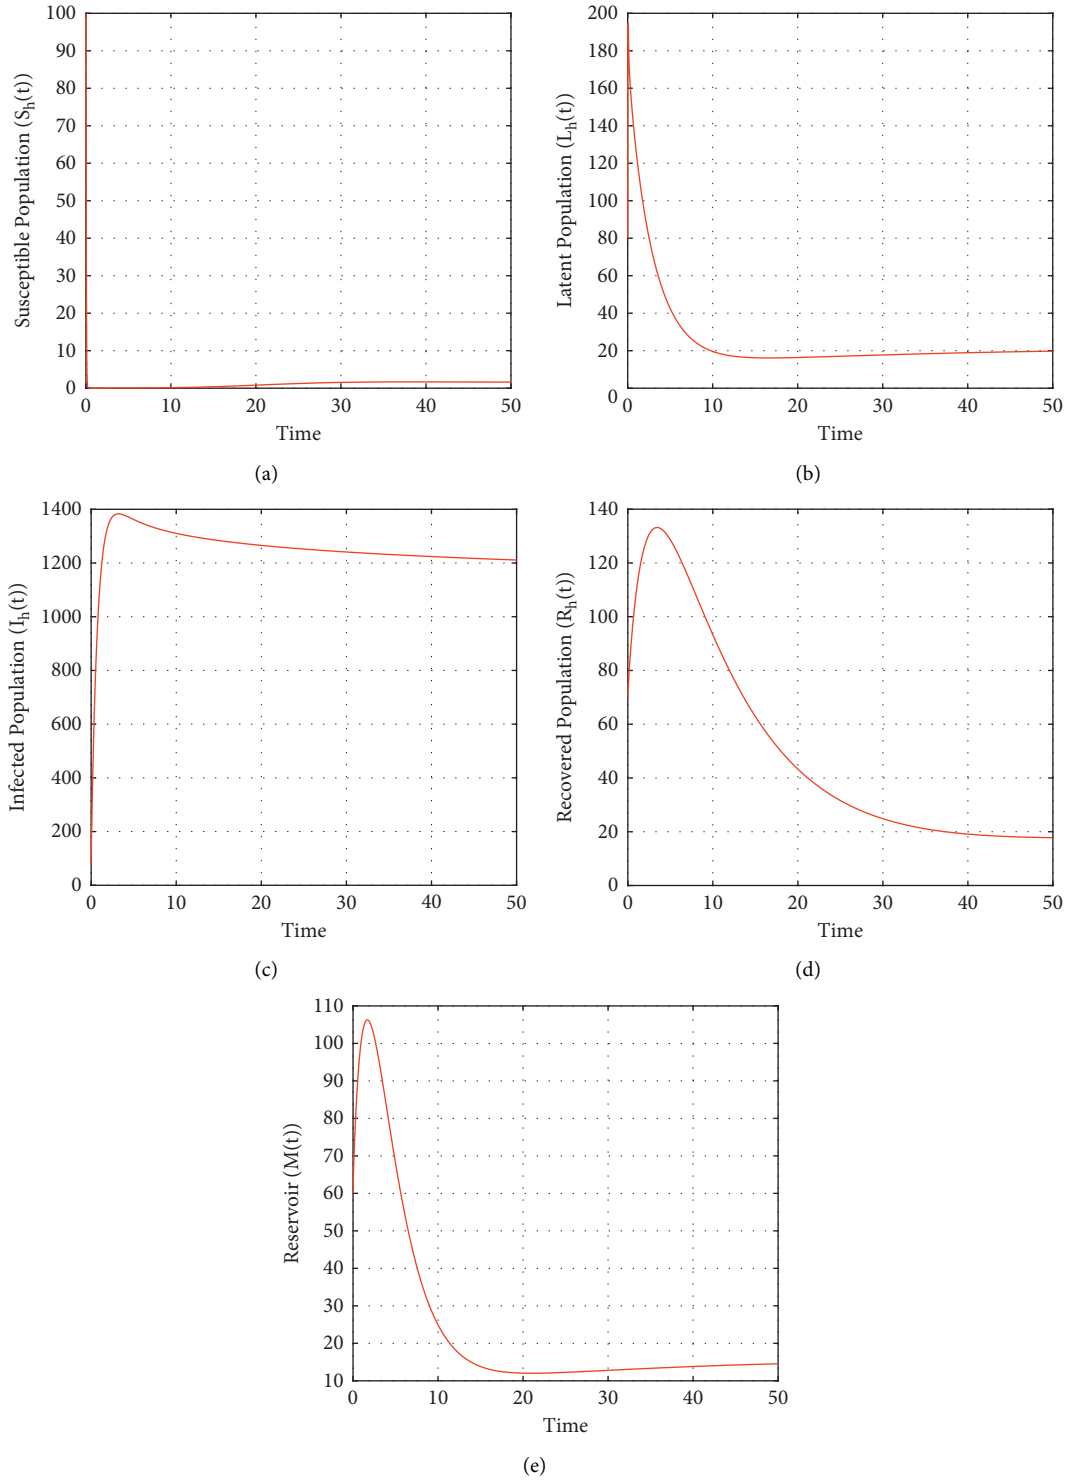 100
90
80
70
60
50
40
30
20
10
0
Susceptible Population (S_h(t))
0 10 20 30 40 50
Time
(a)
200
180
160
140
120
100
80
60
40
20
0
Latent Population (L_h(t))
0 10 20 30 40 50
Time
(b)
1400
1200
1000
800
600
400
200
0
Infected Population (I_h(t))
0 10 20 30 40 50
Time
(c)
140
120
100
80
60
40
20
0
Recovered Population (R_h(t))
0 10 20 30 40 50
Time
(d)
110
100
90
80
70
60
50
40
30
20
10
Reservoir (M(t))
0 10 20 30 40 50
Time
(e)